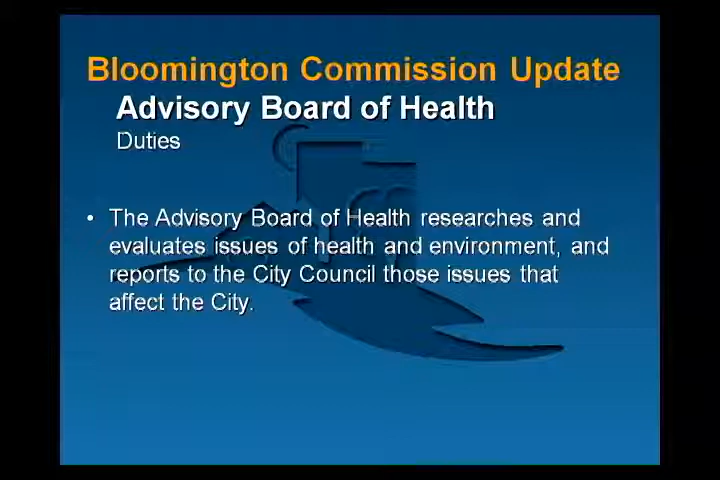 Bloomington Commission Update
Advisory Board of Health
Duties
• The Advisory Board of Health researches and
evaluates issues of health and environment, and
reports to the City Council those issues that
affect the City.